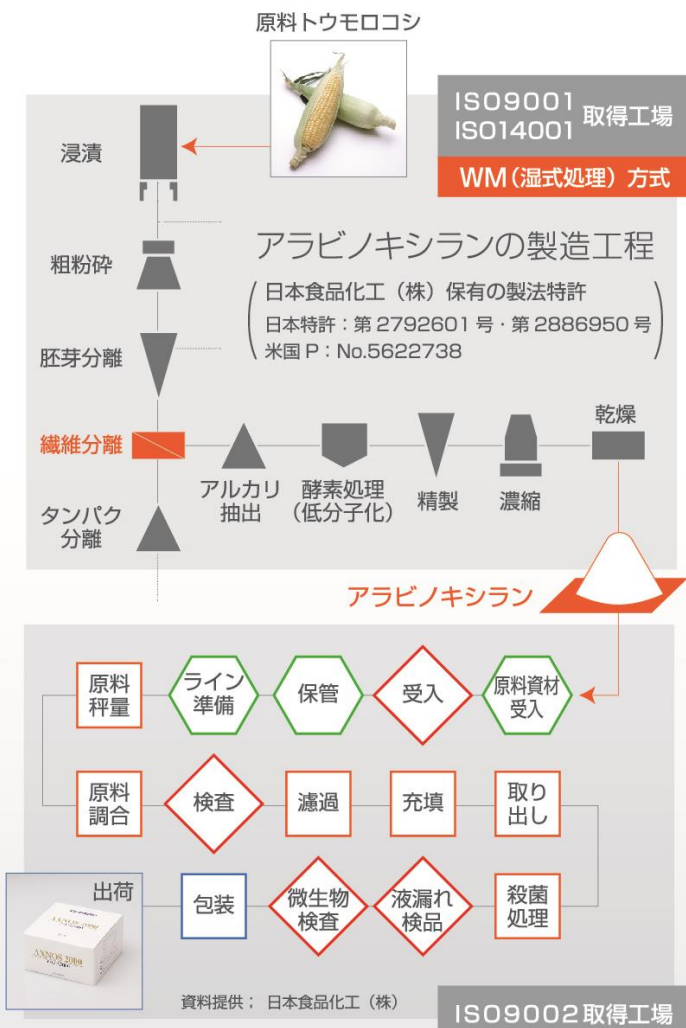 原料トウモロコシ
ISO9001
ISO14001
取得工場
WM(湿式処理)方式
浸漬
アラビノキシランの製造工程
粗粉砕
日本食品化工(株)保有の製法特許
日本特許:第2792601号・第2886950号
米国P:No.5622738
胚芽分離
繊維分離
乾燥
アルカリ
抽出
酵素処理
(低分子化)
精製
濃縮
タンパク
分離
アラビノキシラン
原料
秤量
ライン
準備
保管
受入
原料資材
受入
原料
調合
検査
濾過
充填
取り
出し
出荷
包装
微生物
検査
液漏れ
検品
殺菌
処理
AXNOS 2000
資料提供: 日本食品化工(株)
ISO9002取得工場